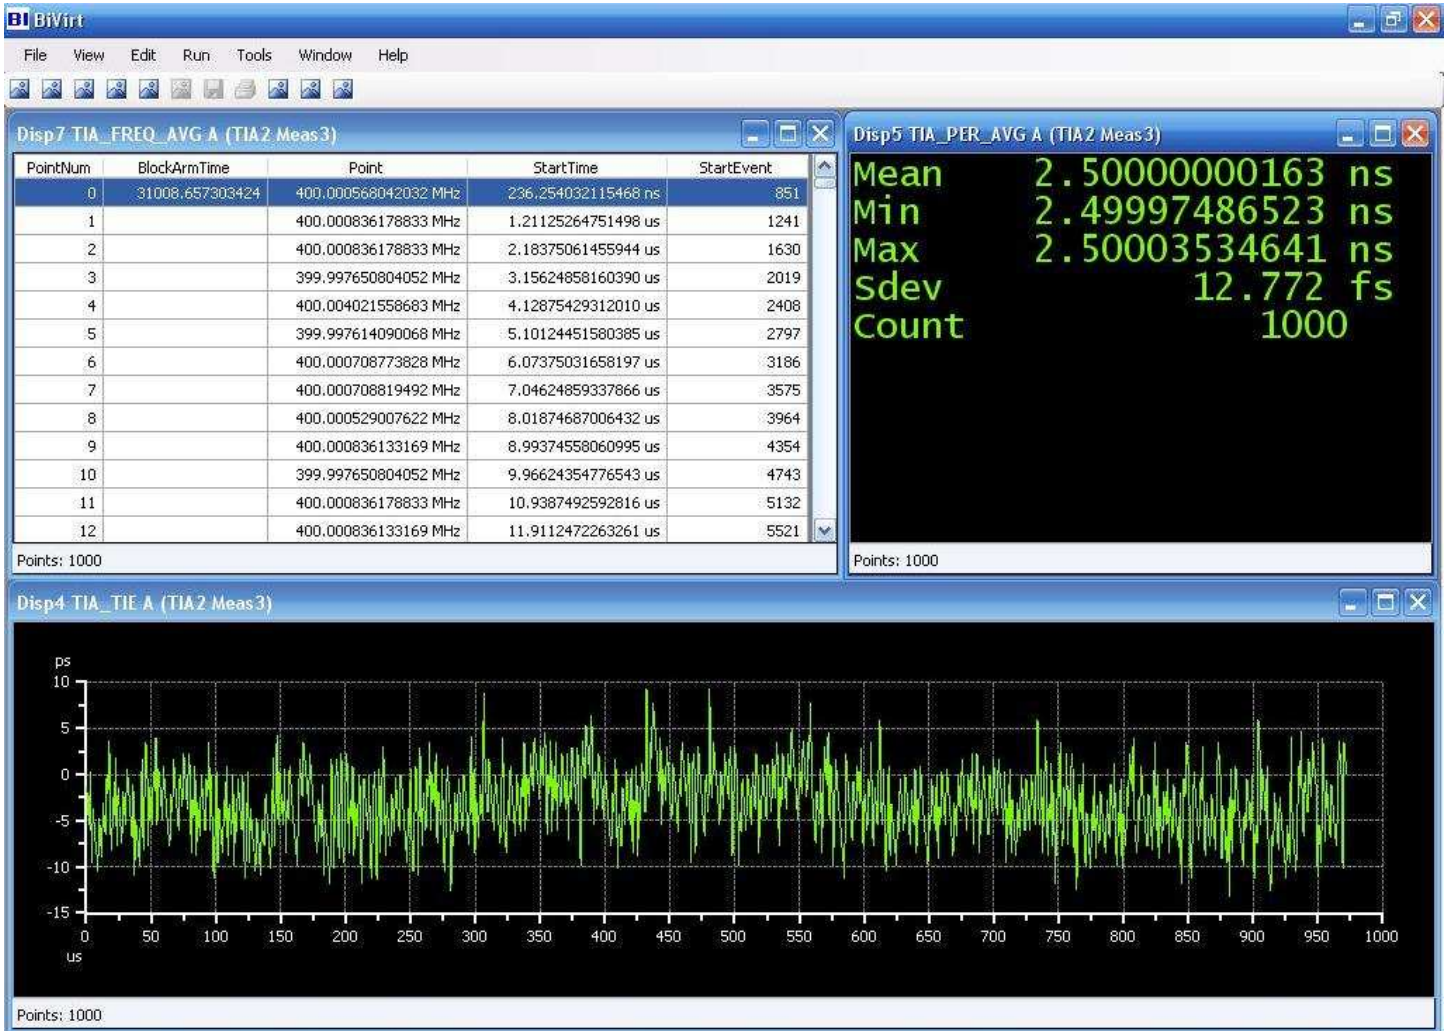 BI BiVirt
File View Edit Run Tools Window Help
Disp7 TIA_FREQ_AVG A (TIA2 Meas3)
PointNum BlockArmTime Point StartTime StartEvent
0 31008.657303424 400.000568042032 MHz 236.254032115468 ns 851
1 400.000836178833 MHz 1.21125264751498 us 1241
2 400.000836178833 MHz 2.18375061455944 us 1630
3 399.997650804052 MHz 3.15624858160390 us 2019
4 400.004021558683 MHz 4.12875429312010 us 2408
5 399.997614090068 MHz 5.10124451580385 us 2797
6 400.000708773828 MHz 6.07375031658197 us 3186
7 400.000708819492 MHz 7.04624859337866 us 3575
8 400.000529007622 MHz 8.01874687006432 us 3964
9 400.000836133169 MHz 8.99374558060995 us 4354
10 399.997650804052 MHz 9.96624354776543 us 4743
11 400.000836178833 MHz 10.9387492592816 us 5132
12 400.000836133169 MHz 11.9112472263261 us 5521
Points: 1000
Disp5 TIA_PER_AVG A (TIA2 Meas3)
Mean 2.50000000163 ns
Min 2.49997486523 ns
Max 2.50003534641 ns
Sdev 12.772 fs
Count 1000
Points: 1000
Disp4 TIA_TIE A (TIA2 Meas3)
ps
10
5
0
-5
-10
-15
0 50 100 150 200 250 300 350 400 450 500 550 600 650 700 750 800 850 900 950 1000
us
Points: 1000